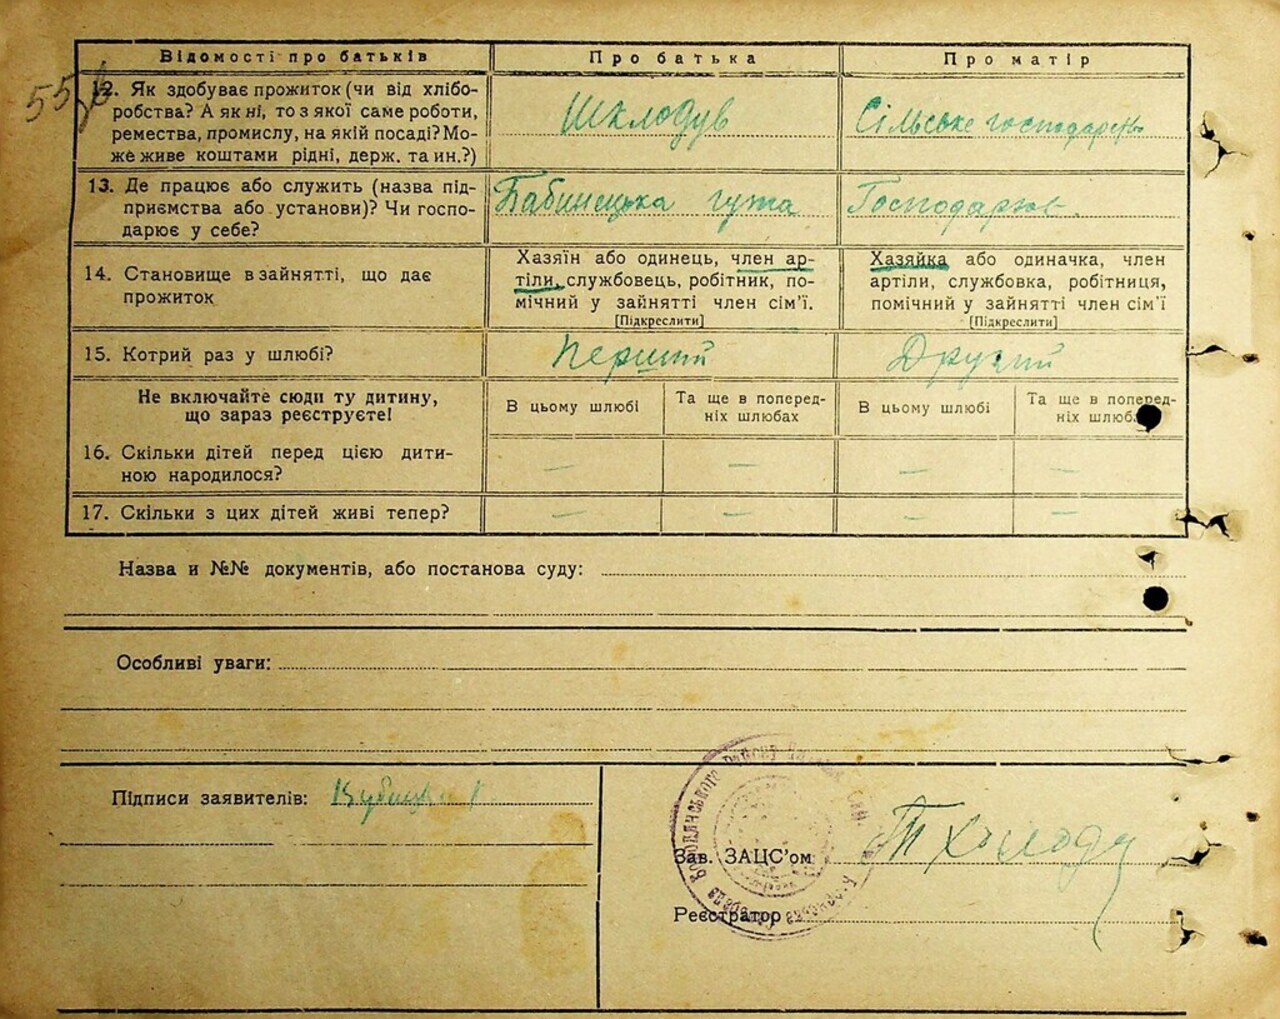 55
Відомості про батьків
Про батька
Про матір
12. Як здобуває прожиток (чи від хлібо-
робства? А як ні, то з якої саме роботи,
ремества, промислу, на якій посаді? Мо-
же живе коштами рідні, держ. та ин.?)
Шклодув
Сільське господарство
13. Де працює або служить (назва під-
приємства або установи)? Чи госпо-
дарює у себе?
Бабинецька гута
Господарює
14. Становище в зайнятті, що дає
прожиток
Хазяїн або одинець, член ар-
тіли, службовець, робітник, по-
мічний у зайнятті член сім'ї.
[Підкреслити]
Хазяйка або одиначка, член
артіли, службовка, робітниця,
помічний у зайнятті член сім'ї
[Підкреслити]
15. Котрий раз у шлюбі?
Перший
Другий
Не включайте сюди ту дитину,
що зараз реєструєте!
В цьому шлюбі
Та ще в поперед-
ніх шлюбах
В цьому шлюбі
Та ще в поперед-
ніх шлюбах
16. Скільки дітей перед цією дити-
ною народилося?
— — — —
17. Скільки з цих дітей живі тепер?
— — — —
Назва и №№ документів, або постанова суду:
Особливі уваги:
Підписи заявителів:
Зав. ЗАЦС'ом
Реєстратор
Бородянського району